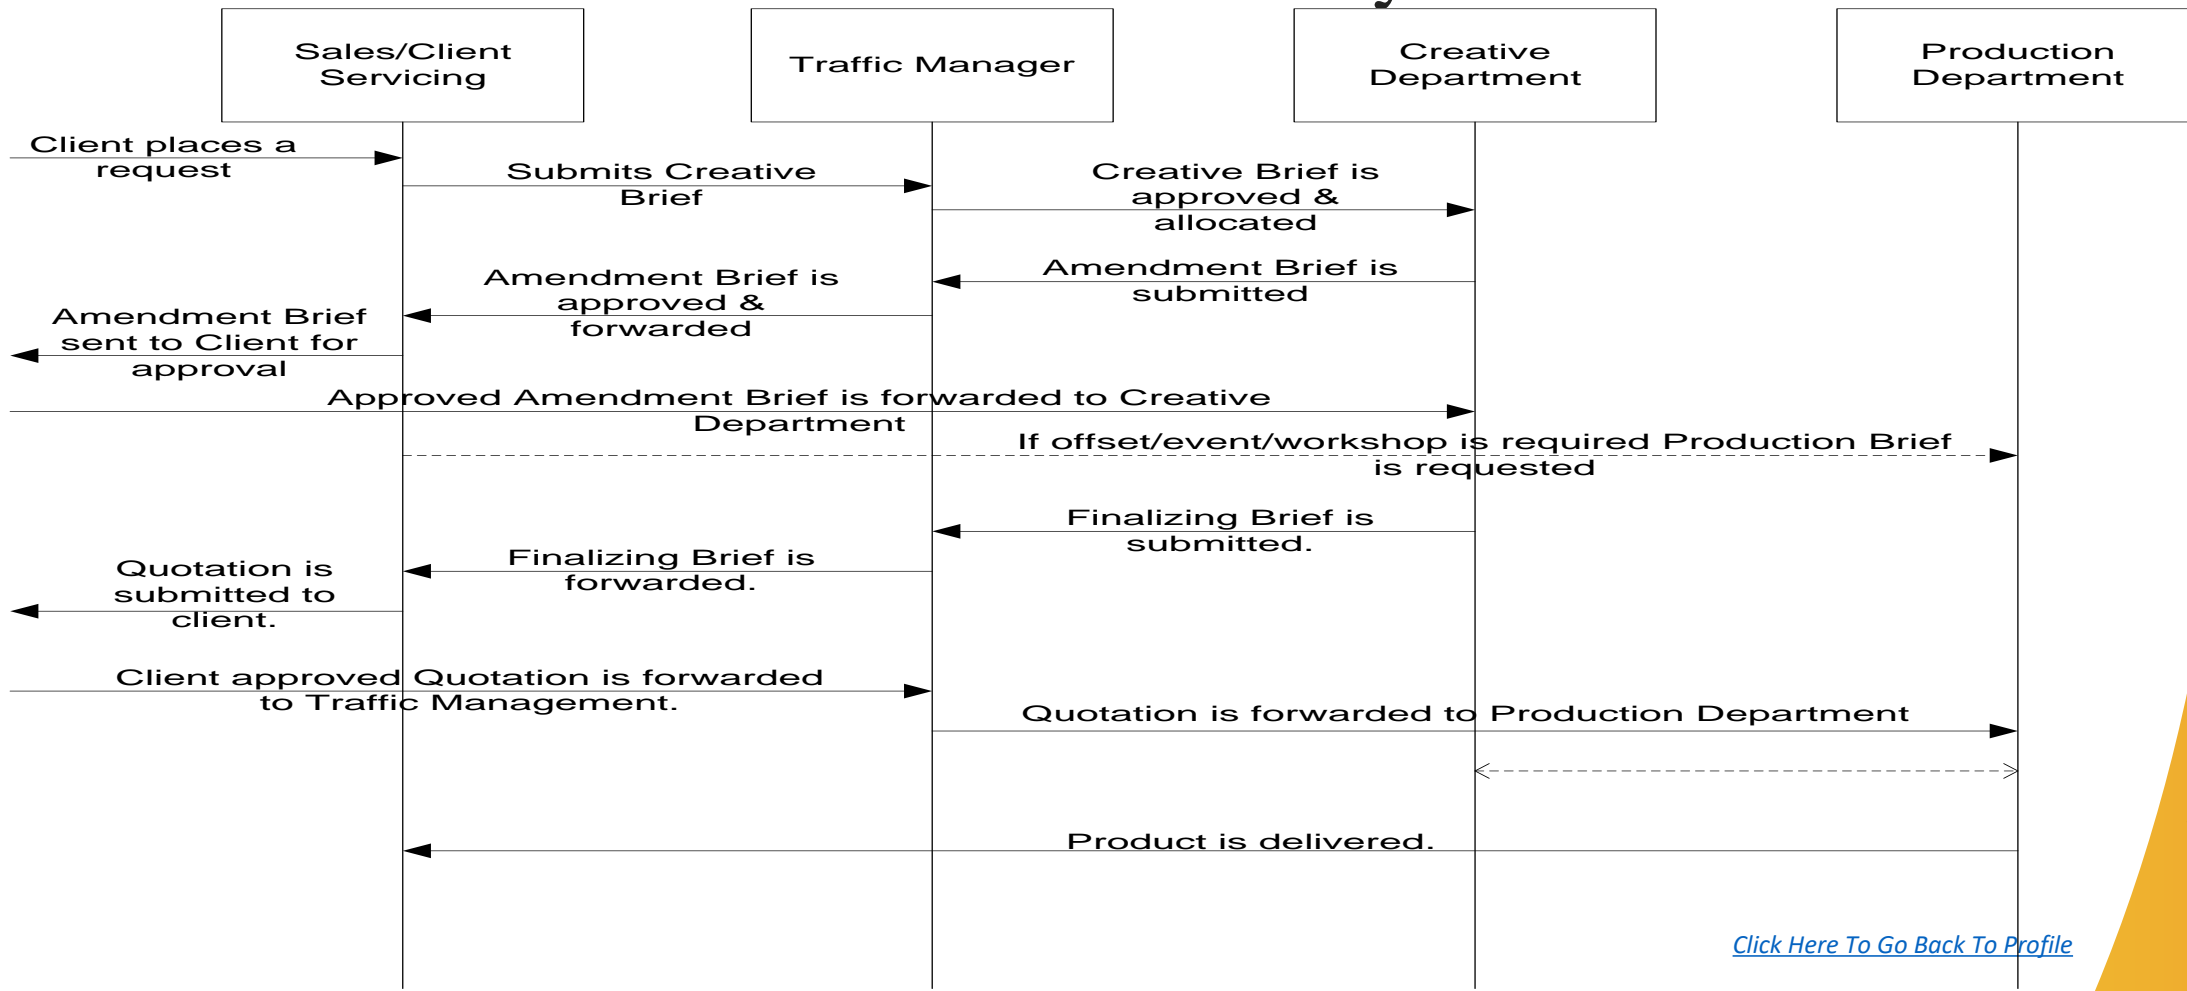 Sales/Client
Servicing
Traffic Manager
Creative
Department
Production
Department
Client places a
request
Submits Creative
Brief
Creative Brief is
approved &
allocated
Amendment Brief is
submitted
Amendment Brief is
approved &
forwarded
Amendment Brief
sent to Client for
approval
Approved Amendment Brief is forwarded to Creative
Department
If offset/event/workshop is required Production Brief
is requested
Finalizing Brief is
submitted.
Finalizing Brief is
forwarded.
Quotation is
submitted to
client.
Client approved Quotation is forwarded
to Traffic Management.
Quotation is forwarded to Production Department
Product is delivered.
Click Here To Go Back To Profile